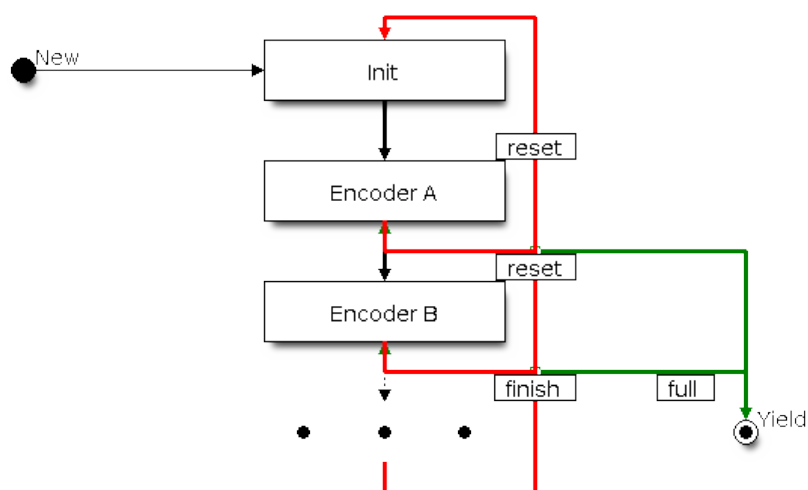 New
Init
reset
Encoder A
reset
Encoder B
finish
full
Yield